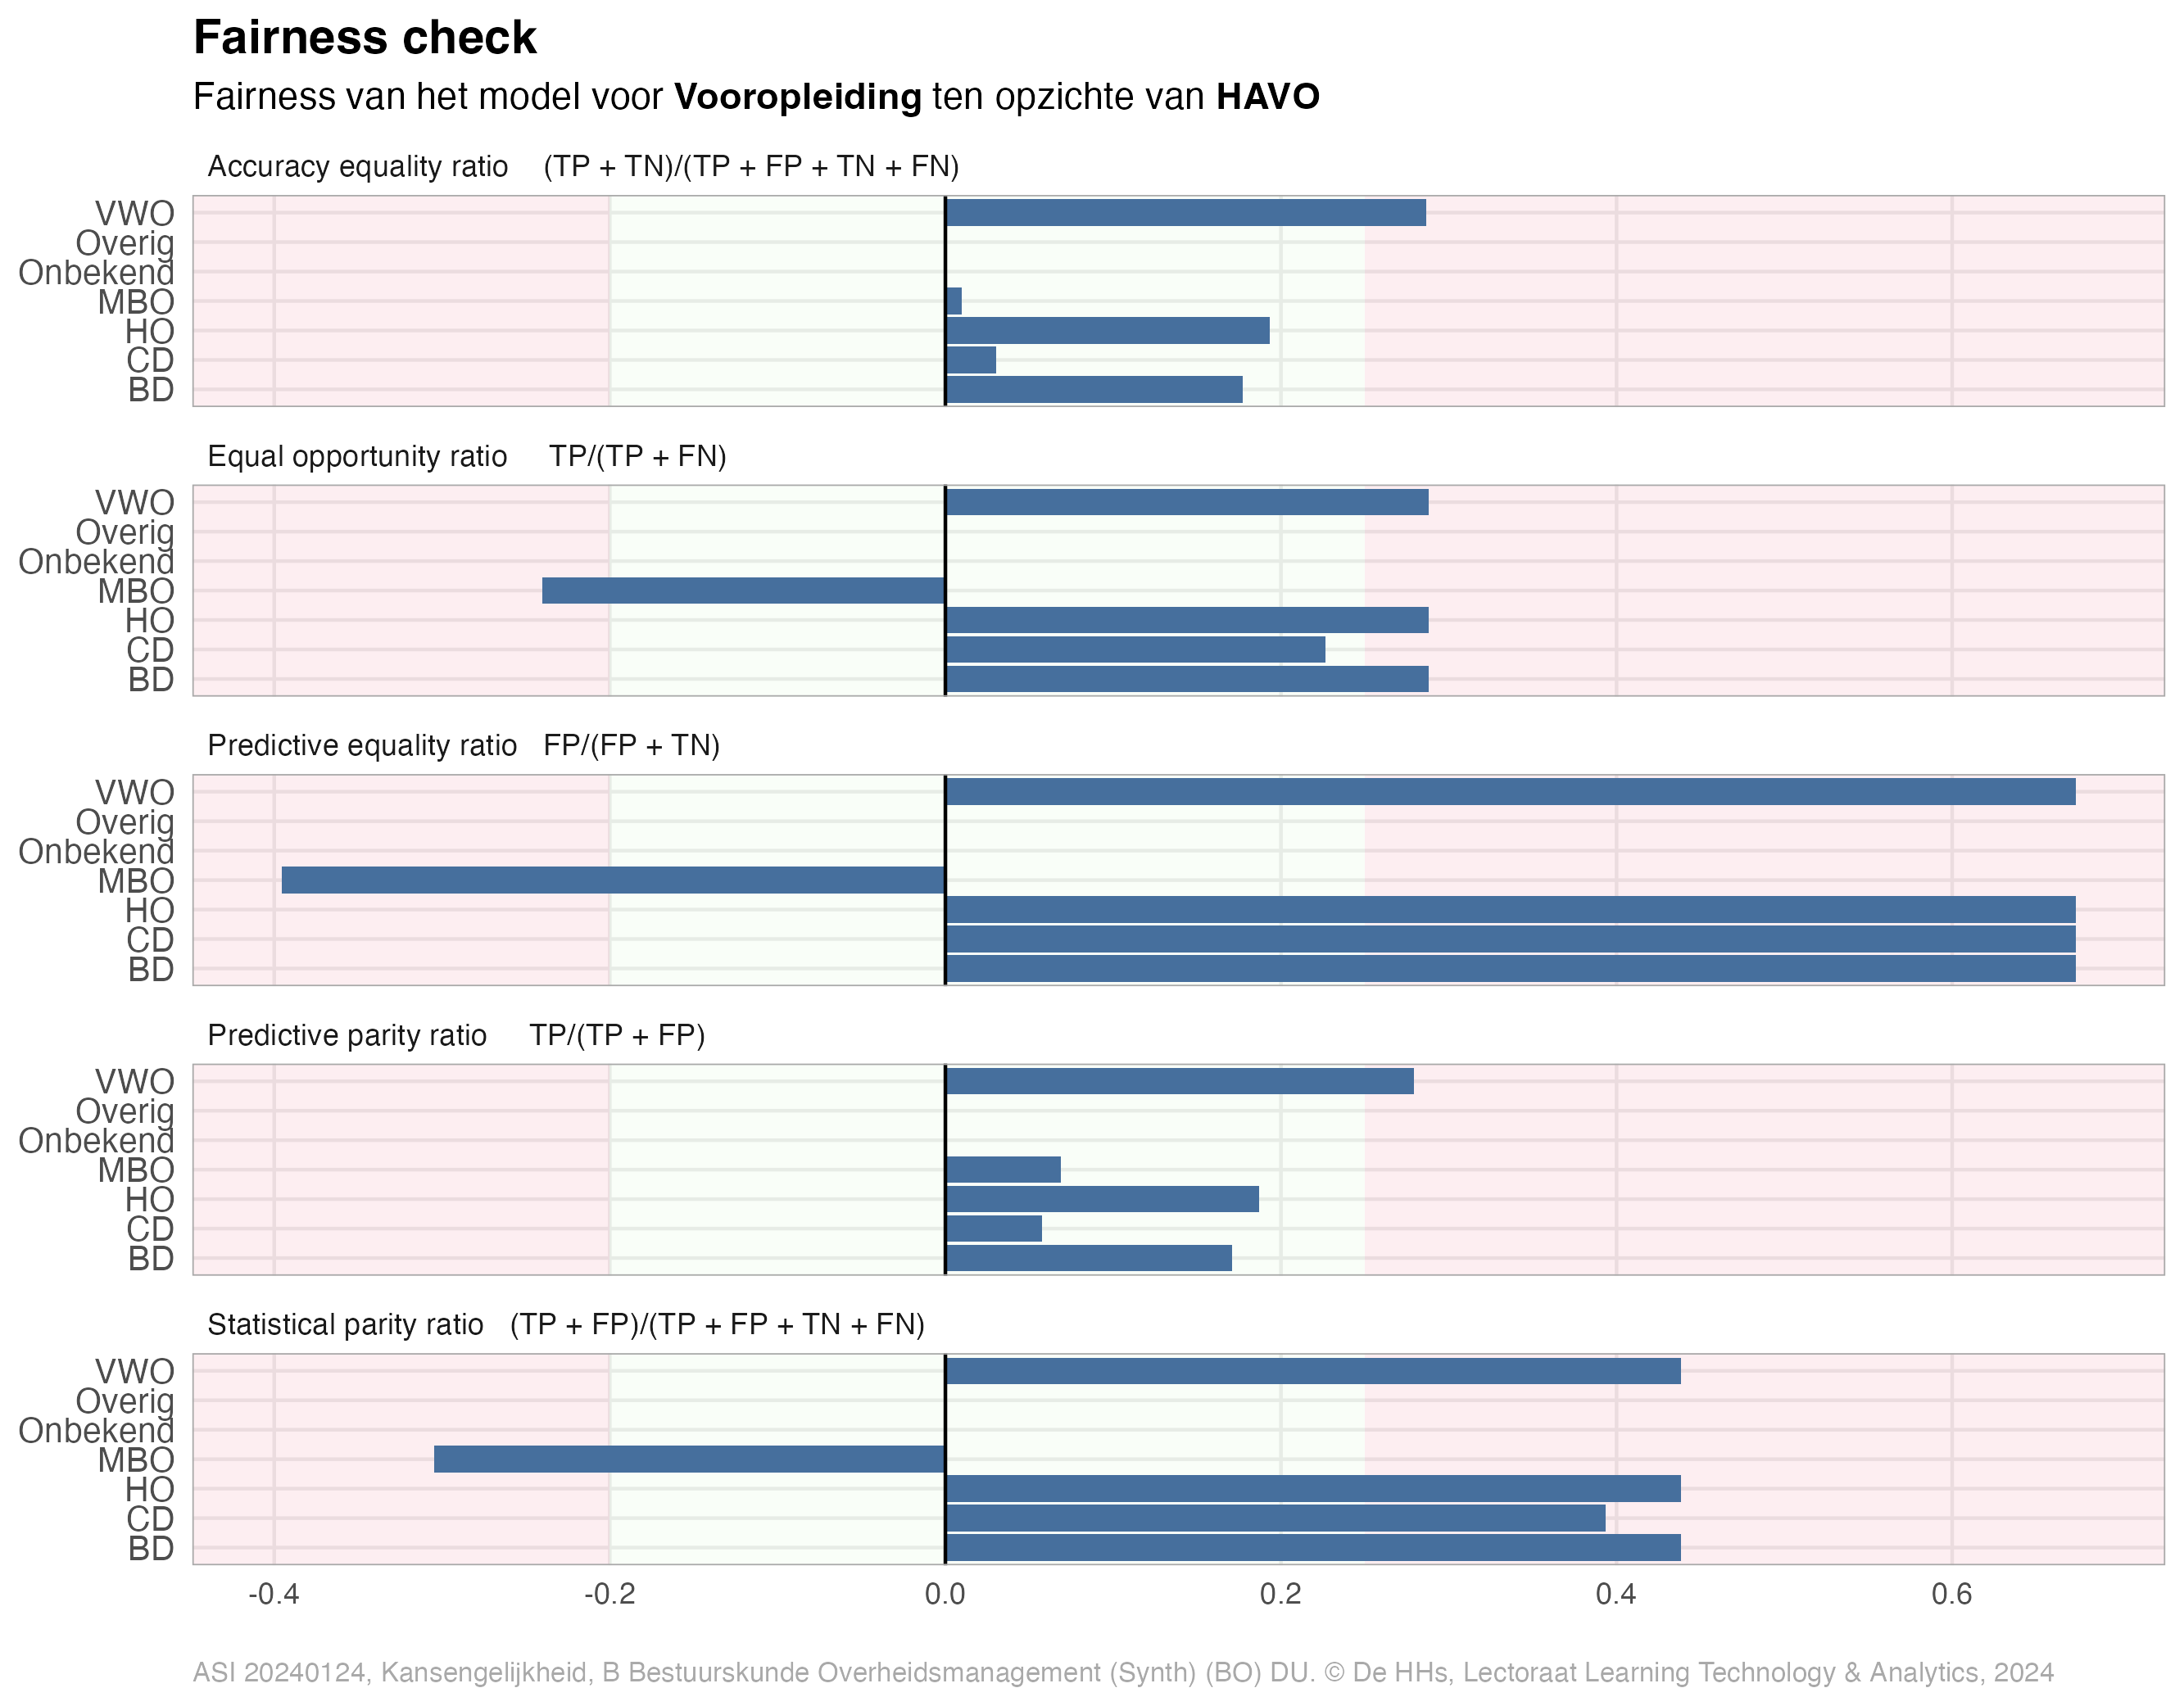 Fairness check
Fairness van het model voor Vooropleiding ten opzichte van HAVO
Accuracy equality ratio (TP + TN)/(TP + FP + TN + FN)
VWO
Overig
Onbekend
MBO
HO
CD
BD
Equal opportunity ratio TP/(TP + FN)
VWO
Overig
Onbekend
MBO
HO
CD
BD
Predictive equality ratio FP/(FP + TN)
VWO
Overig
Onbekend
MBO
HO
CD
BD
Predictive parity ratio TP/(TP + FP)
VWO
Overig
Onbekend
MBO
HO
CD
BD
Statistical parity ratio (TP + FP)/(TP + FP + TN + FN)
VWO
Overig
Onbekend
MBO
HO
CD
BD
-0.4 -0.2 0.0 0.2 0.4 0.6
ASI 20240124, Kansengelijkheid, B Bestuurskunde Overheidsmanagement (Synth) (BO) DU. © De HHs, Lectoraat Learning Technology & Analytics, 2024